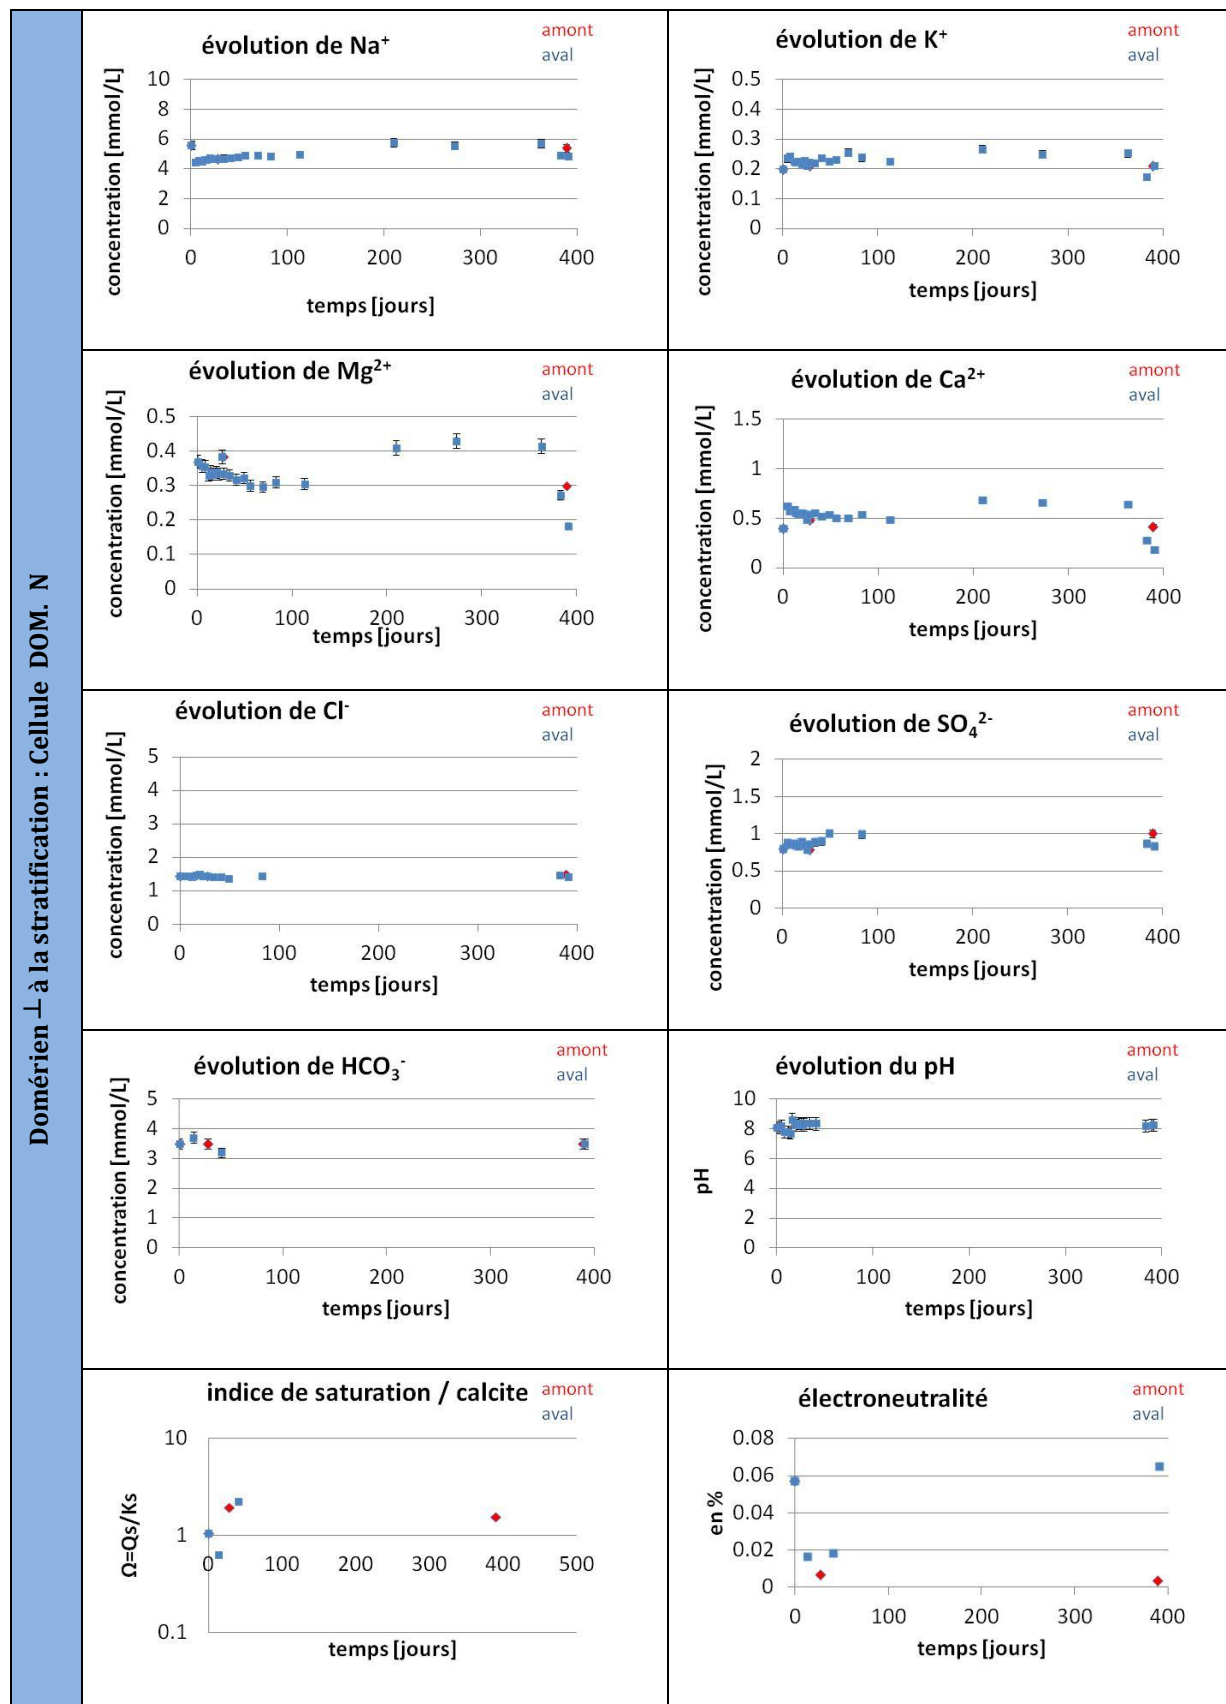 Domérien ⊥ à la stratification : Cellule DOM. N
évolution de Na⁺
amont
aval
concentration [mmol/L]
10
8
6
4
2
0
0 100 200 300 400
temps [jours]
évolution de K⁺
amont
aval
concentration [mmol/L]
0.5
0.4
0.3
0.2
0.1
0
0 100 200 300 400
temps [jours]
évolution de Mg²⁺
amont
aval
concentration [mmol/L]
0.5
0.4
0.3
0.2
0.1
0
0 100 200 300 400
temps [jours]
évolution de Ca²⁺
amont
aval
concentration [mmol/L]
1.5
1
0.5
0
0 100 200 300 400
temps [jours]
évolution de Cl⁻
amont
aval
concentration [mmol/L]
5
4
3
2
1
0
0 100 200 300 400
temps [jours]
évolution de SO₄²⁻
amont
aval
concentration [mmol/L]
2
1.5
1
0.5
0
0 100 200 300 400
temps [jours]
évolution de HCO₃⁻
amont
aval
concentration [mmol/L]
5
4
3
2
1
0
0 100 200 300 400
temps [jours]
évolution du pH
amont
aval
pH
10
8
6
4
2
0
0 100 200 300 400
temps [jours]
indice de saturation / calcite
amont
aval
Ω=Qs/Ks
10
1
0.1
0 100 200 300 400 500
temps [jours]
électroneutralité
amont
aval
en %
0.08
0.06
0.04
0.02
0
0 100 200 300 400
temps [jours]